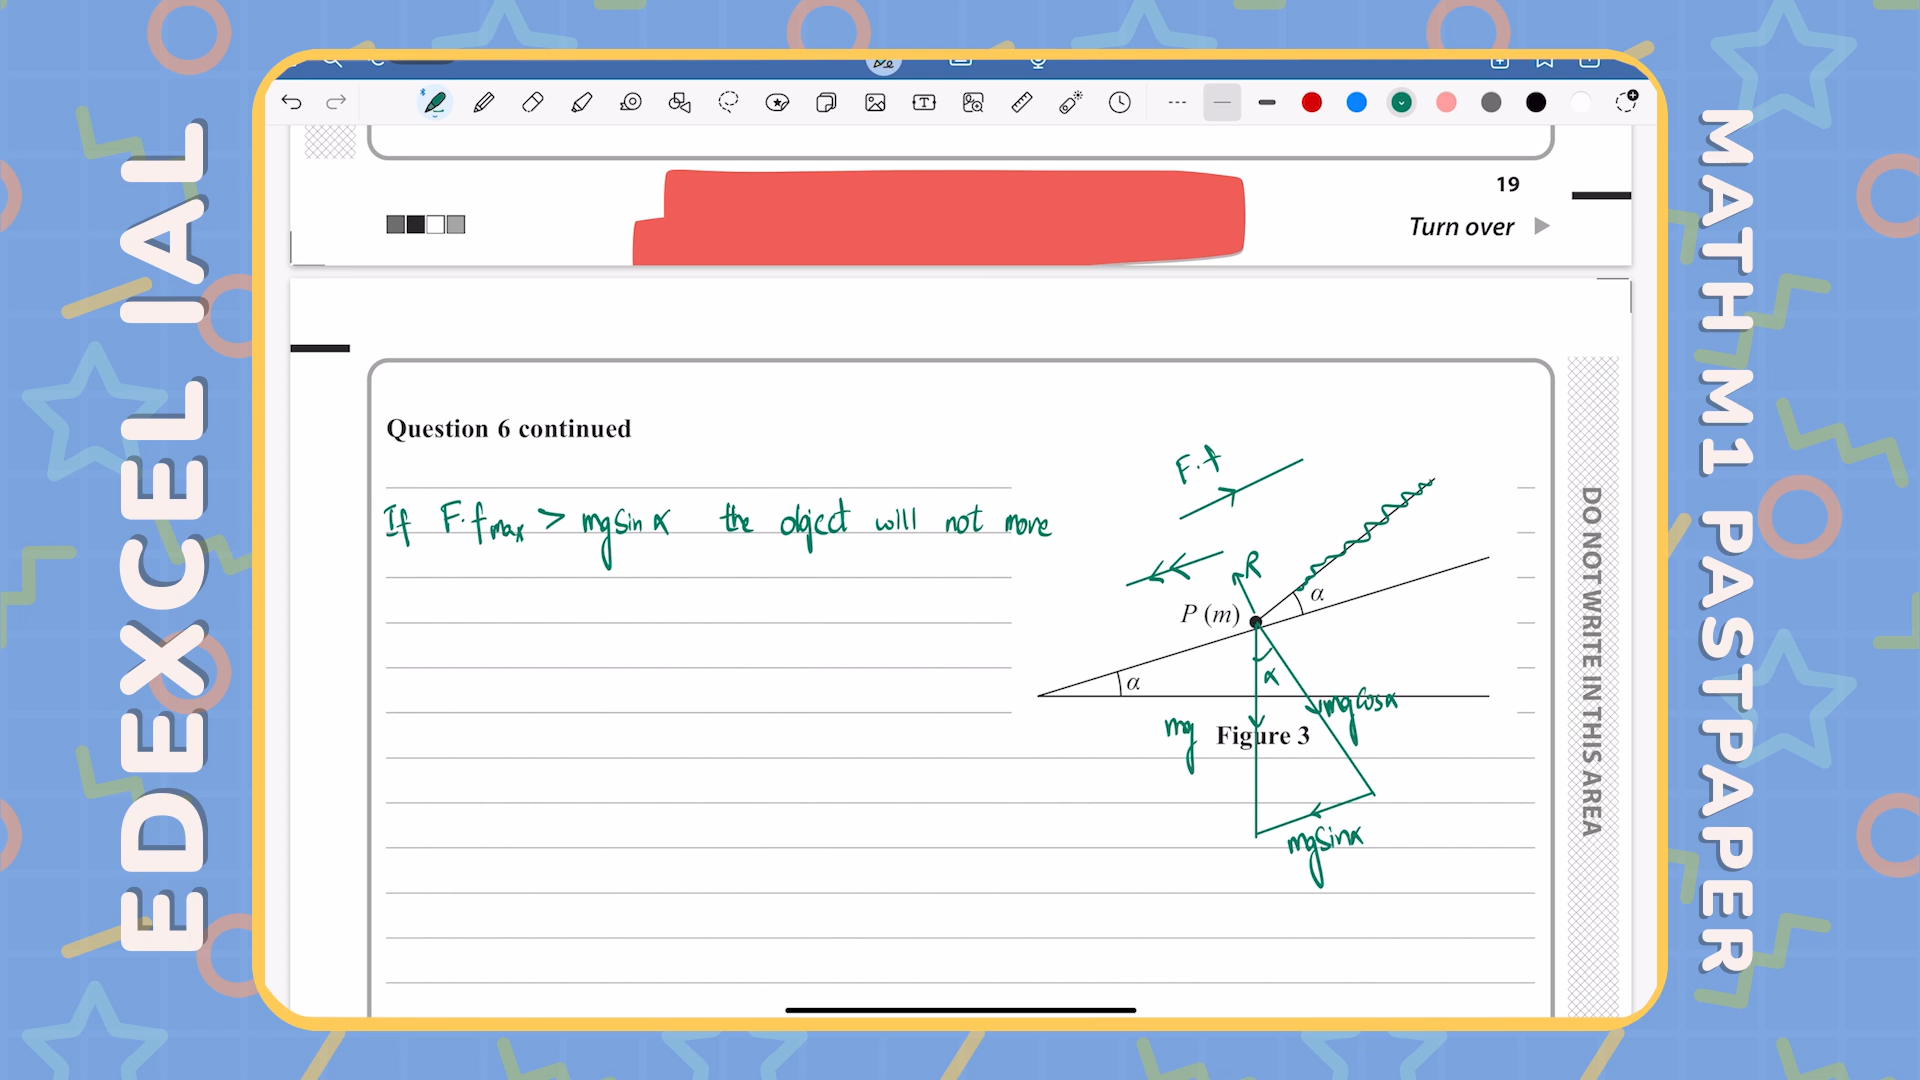 EDEXCEL IAL
MATH M1 PASTPAPER
19
Turn over
Question 6 continued
If F.fmax > mgsinα the object will not move
F.f
R
α
P (m)
α
α
mgcosα
mg
Figure 3
mgsinα
DO NOT WRITE IN THIS AREA